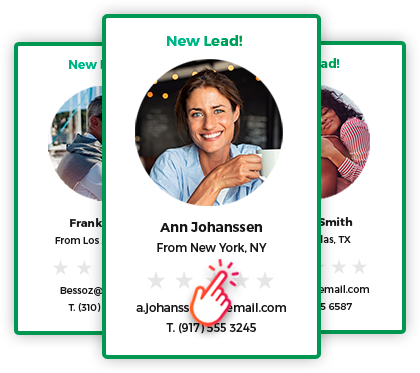 New Lead!
Ann Johanssen
From New York, NY
a.johanss email.com
T. (917) 555 3245
New
Frank
From Los
Bessoz@
T. (310)
ad!
Smith
las, TX
email.com
5 6587